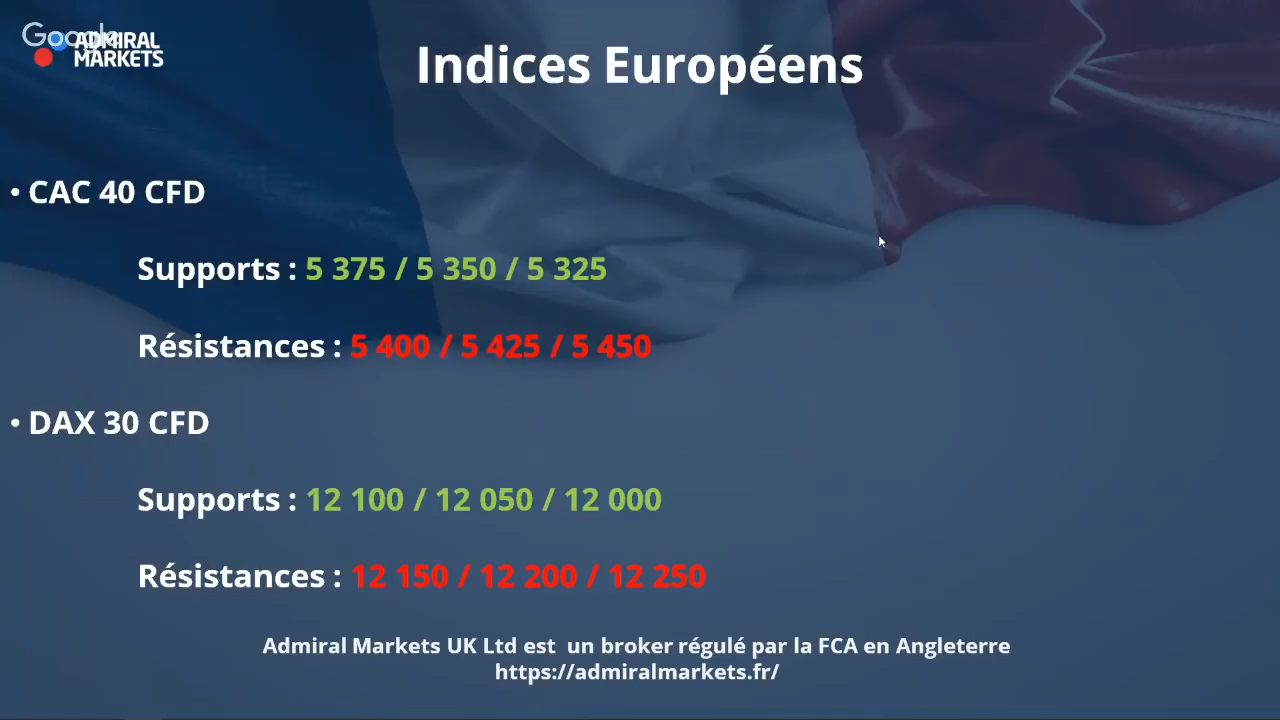 Google
ADMIRAL
MARKETS
Indices Européens
• CAC 40 CFD
Supports : 5 375 / 5 350 / 5 325
Résistances : 5 400 / 5 425 / 5 450
• DAX 30 CFD
Supports : 12 100 / 12 050 / 12 000
Résistances : 12 150 / 12 200 / 12 250
Admiral Markets UK Ltd est  un broker régulé par la FCA en Angleterre
https://admiralmarkets.fr/